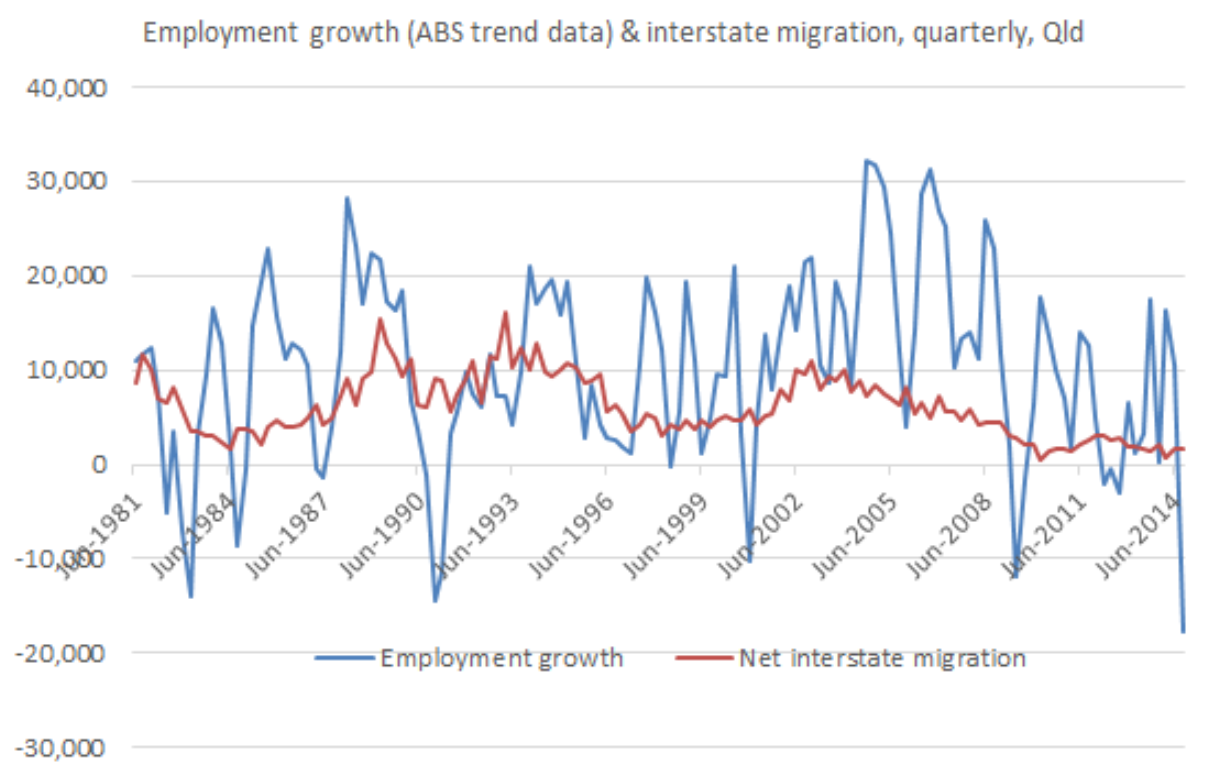 Employment growth (ABS trend data) & interstate migration, quarterly, Qld
40,000
30,000
20,000
10,000
0
-10,000
-20,000
-30,000
Jun-1981
Jun-1984
Jun-1987
Jun-1990
Jun-1993
Jun-1996
Jun-1999
Jun-2002
Jun-2005
Jun-2008
Jun-2011
Jun-2014
Employment growth
Net interstate migration